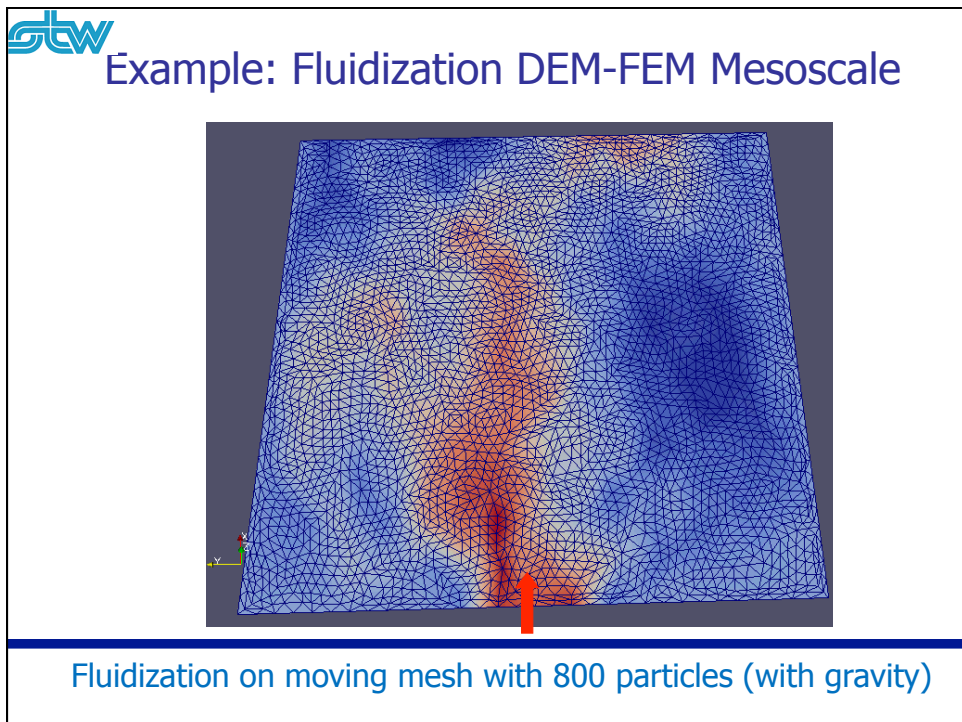 stw
Example: Fluidization DEM-FEM Mesoscale
X
Z
Y
Fluidization on moving mesh with 800 particles (with gravity)